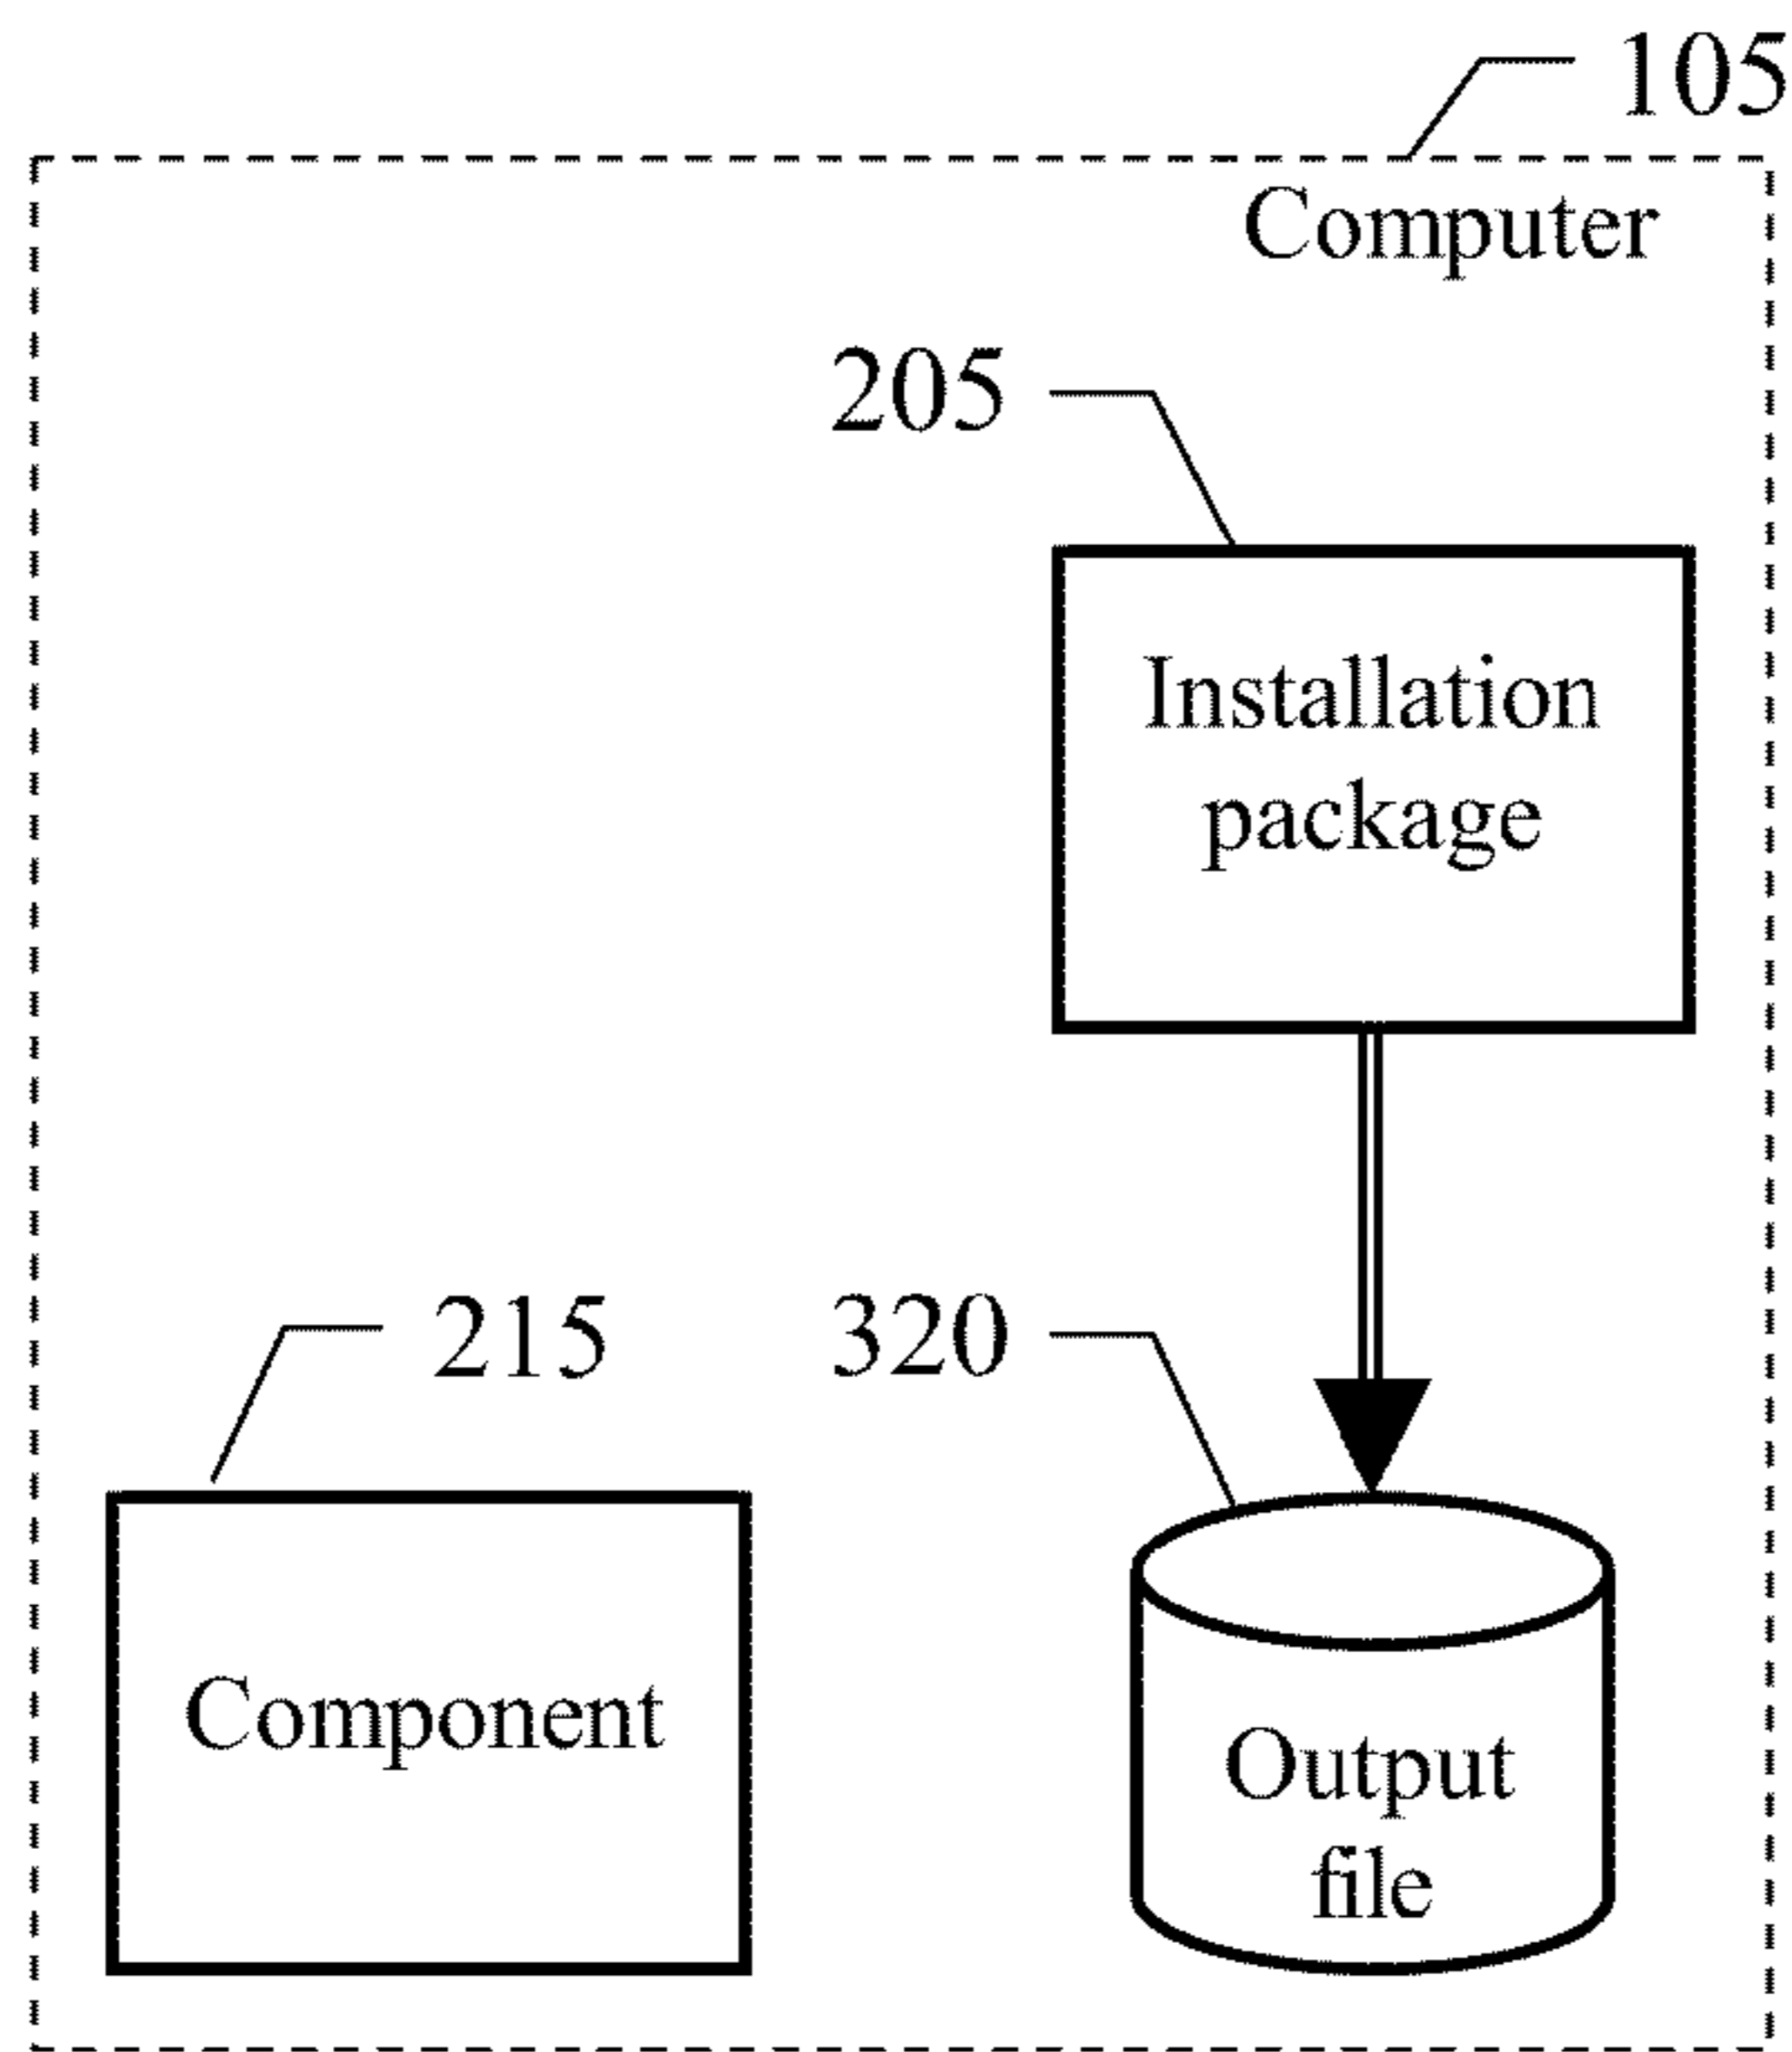 105
Computer
205
Installation
package
215
320
Component
Output
file